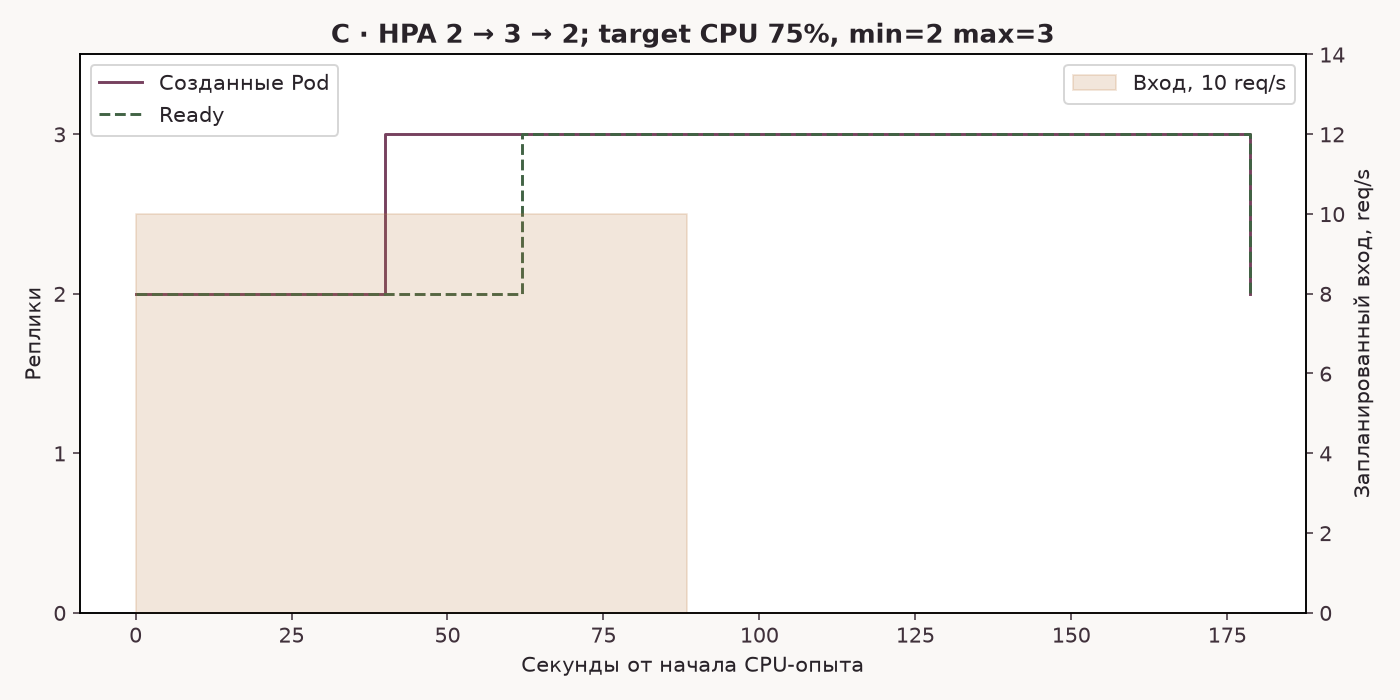 C · HPA 2 → 3 → 2; target CPU 75%, min=2 max=3
Созданные Pod
Ready
Вход, 10 req/s
3
2
1
0
Реплики
14
12
10
8
6
4
2
0
Запланированный вход, req/s
0 25 50 75 100 125 150 175
Секунды от начала CPU-опыта